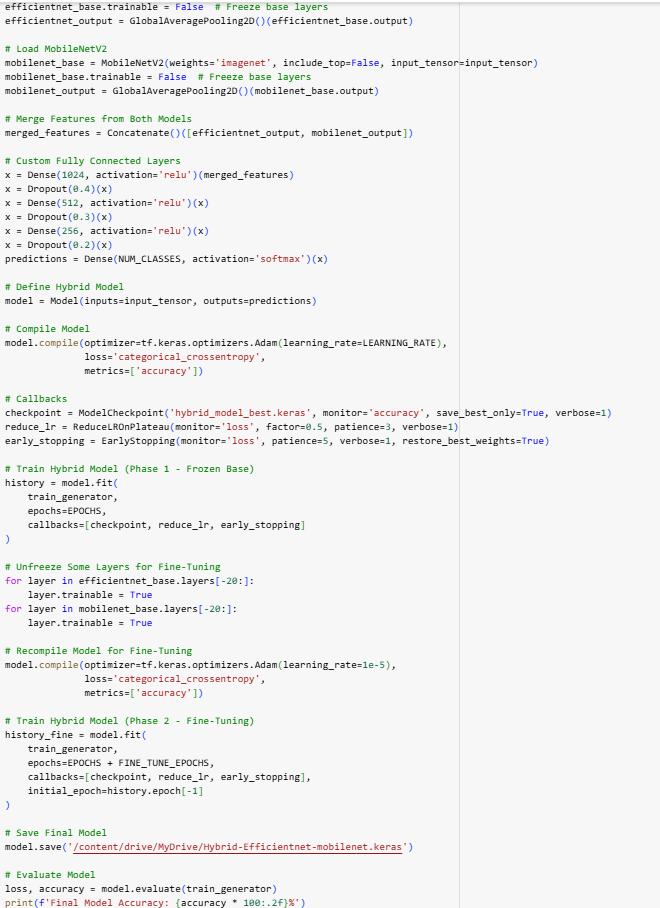 efficientnet_base.trainable = False  # Freeze base layers
efficientnet_output = GlobalAveragePooling2D()(efficientnet_base.output)

# Load MobileNetV2
mobilenet_base = MobileNetV2(weights='imagenet', include_top=False, input_tensor=input_tensor)
mobilenet_base.trainable = False  # Freeze base layers
mobilenet_output = GlobalAveragePooling2D()(mobilenet_base.output)

# Merge Features from Both Models
merged_features = Concatenate()([efficientnet_output, mobilenet_output])

# Custom Fully Connected Layers
x = Dense(1024, activation='relu')(merged_features)
x = Dropout(0.4)(x)
x = Dense(512, activation='relu')(x)
x = Dropout(0.3)(x)
x = Dense(256, activation='relu')(x)
x = Dropout(0.2)(x)
predictions = Dense(NUM_CLASSES, activation='softmax')(x)

# Define Hybrid Model
model = Model(inputs=input_tensor, outputs=predictions)

# Compile Model
model.compile(optimizer=tf.keras.optimizers.Adam(learning_rate=LEARNING_RATE),
              loss='categorical_crossentropy',
              metrics=['accuracy'])

# Callbacks
checkpoint = ModelCheckpoint('hybrid_model_best.keras', monitor='accuracy', save_best_only=True, verbose=1)
reduce_lr = ReduceLROnPlateau(monitor='loss', factor=0.5, patience=3, verbose=1)
early_stopping = EarlyStopping(monitor='loss', patience=5, verbose=1, restore_best_weights=True)

# Train Hybrid Model (Phase 1 - Frozen Base)
history = model.fit(
    train_generator,
    epochs=EPOCHS,
    callbacks=[checkpoint, reduce_lr, early_stopping]
)

# Unfreeze Some Layers for Fine-Tuning
for layer in efficientnet_base.layers[-20:]:
    layer.trainable = True
for layer in mobilenet_base.layers[-20:]:
    layer.trainable = True

# Recompile Model for Fine-Tuning
model.compile(optimizer=tf.keras.optimizers.Adam(learning_rate=1e-5),
              loss='categorical_crossentropy',
              metrics=['accuracy'])

# Train Hybrid Model (Phase 2 - Fine-Tuning)
history_fine = model.fit(
    train_generator,
    epochs=EPOCHS + FINE_TUNE_EPOCHS,
    callbacks=[checkpoint, reduce_lr, early_stopping],
    initial_epoch=history.epoch[-1]
)

# Save Final Model
model.save('/content/drive/MyDrive/Hybrid-Efficientnet-mobilenet.keras')

# Evaluate Model
loss, accuracy = model.evaluate(train_generator)
print(f'Final Model Accuracy: {accuracy * 100:.2f}%')